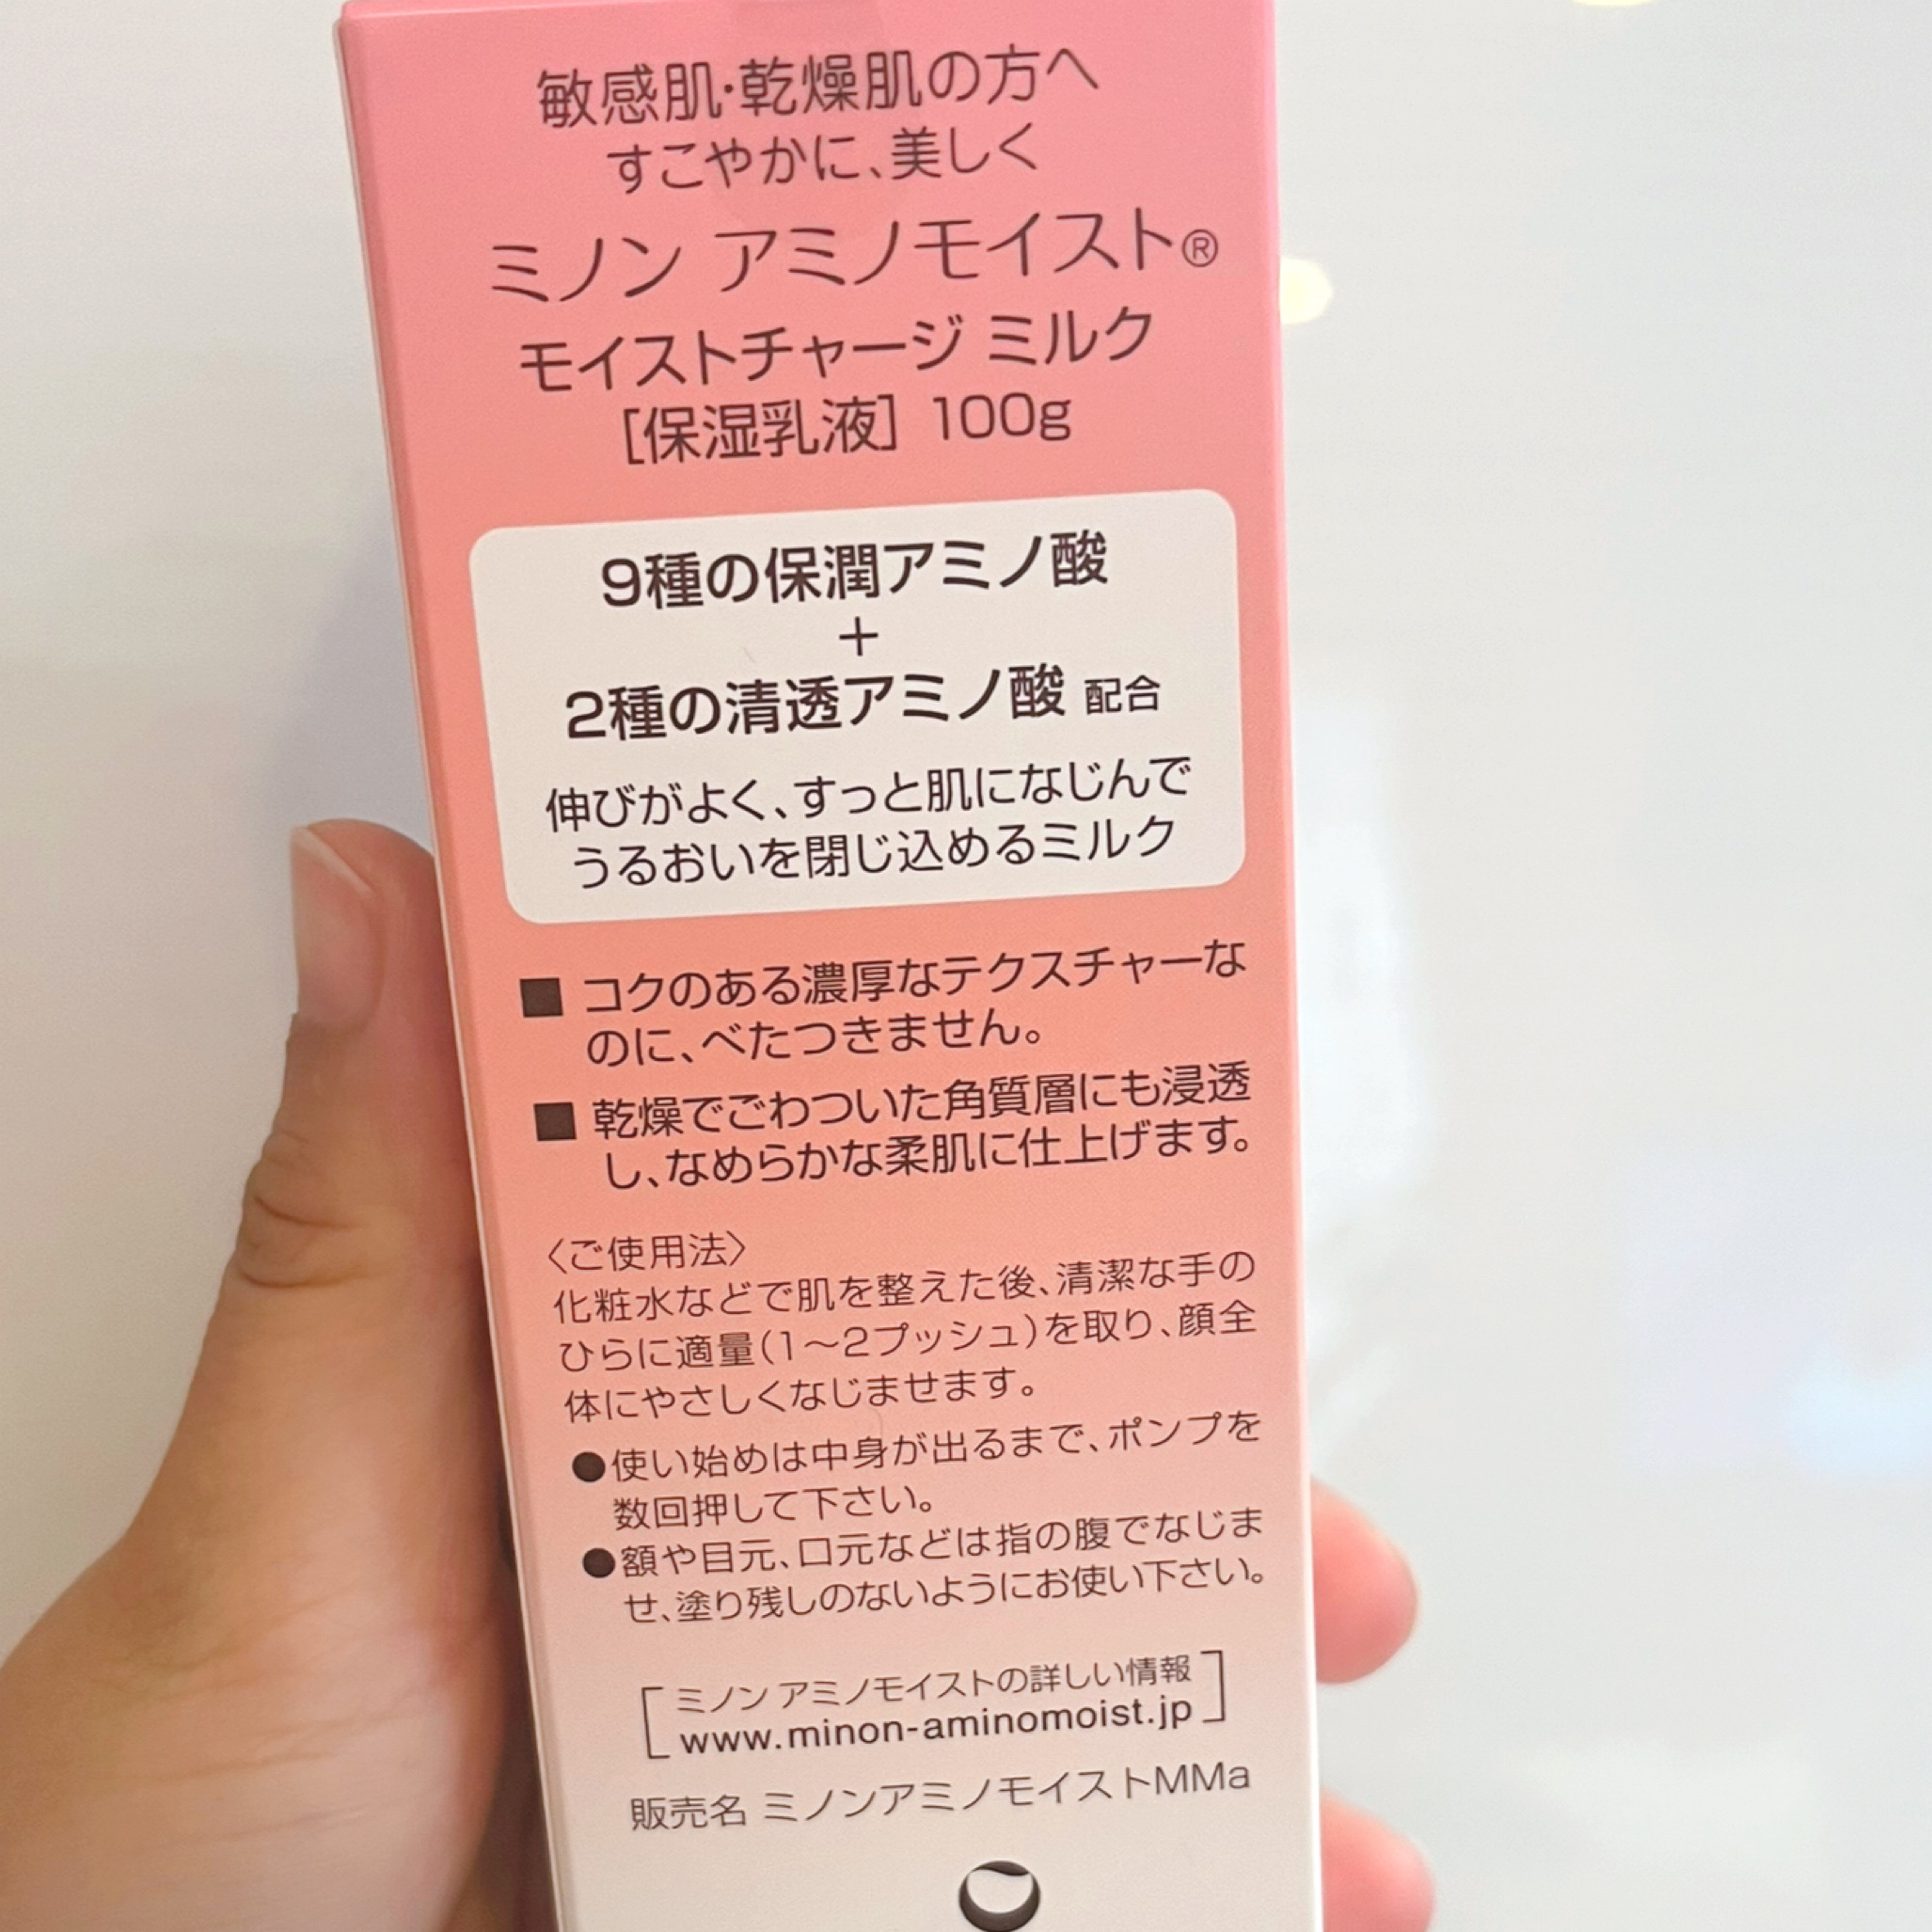 敏感肌・乾燥肌の方へ
すこやかに、美しく
ミノン アミノモイスト®
モイストチャージ ミルク
[保湿乳液] 100g
9種の保潤アミノ酸
+
2種の清透アミノ酸 配合
伸びがよく、すっと肌になじんで
うるおいを閉じ込めるミルク
■ コクのある濃厚なテクスチャーな
のに、べたつきません。
■ 乾燥でごわついた角質層にも浸透
し、なめらかな柔肌に仕上げます。
〈ご使用法〉
化粧水などで肌を整えた後、清潔な手の
ひらに適量(1〜2プッシュ)を取り、顔全
体にやさしくなじませます。
●使い始めは中身が出るまで、ポンプを
数回押して下さい。
●額や目元、口元などは指の腹でなじま
せ、塗り残しのないようにお使い下さい。
ミノン アミノモイストの詳しい情報
www.minon-aminomoist.jp
販売名 ミノンアミノモイストMMa